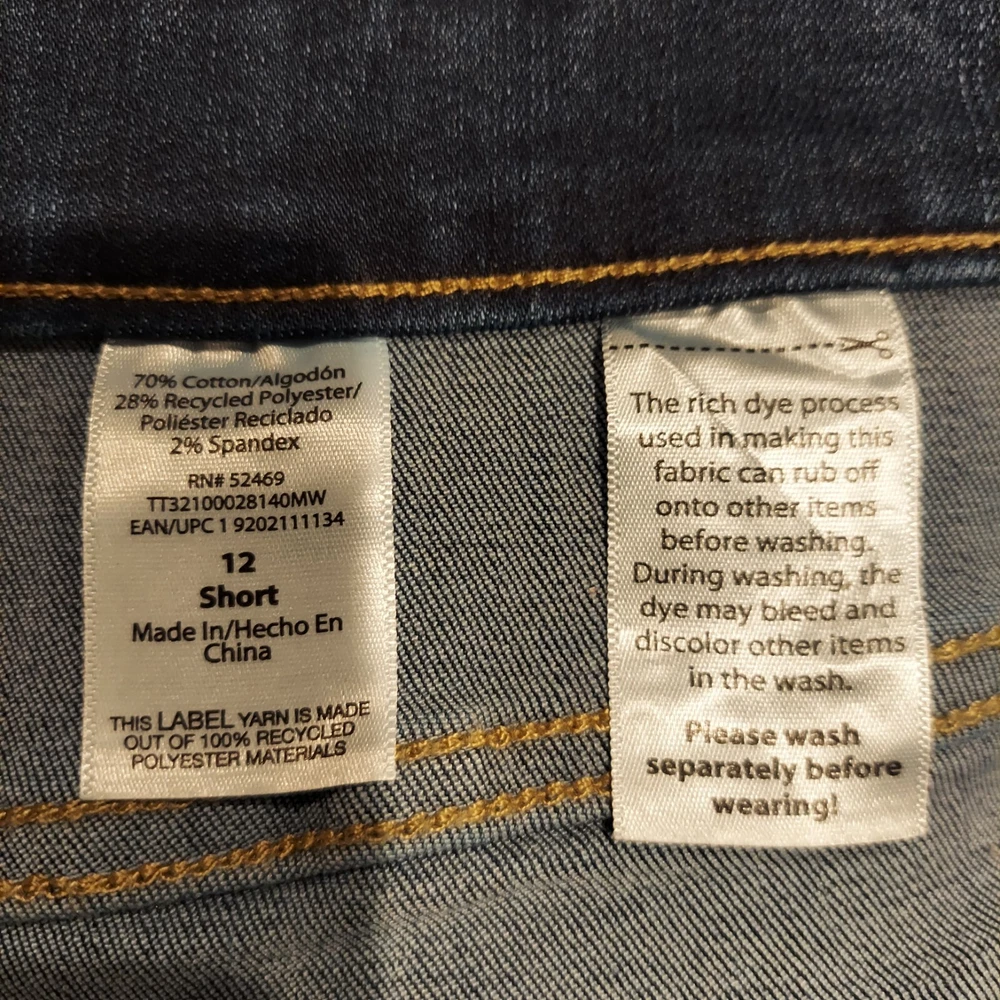 70% Cotton/Algodón
28% Recycled Polyester/
Poliéster Reciclado
2% Spandex
RN# 52469
TT32100028140MW
EAN/UPC 1 9202111134
12
Short
Made In/Hecho En
China
THIS LABEL YARN IS MADE
OUT OF 100% RECYCLED
POLYESTER MATERIALS
The rich dye process
used in making this
fabric can rub off
onto other items
before washing.
During washing, the
dye may bleed and
discolor other items
in the wash.
Please wash
separately before
wearing!